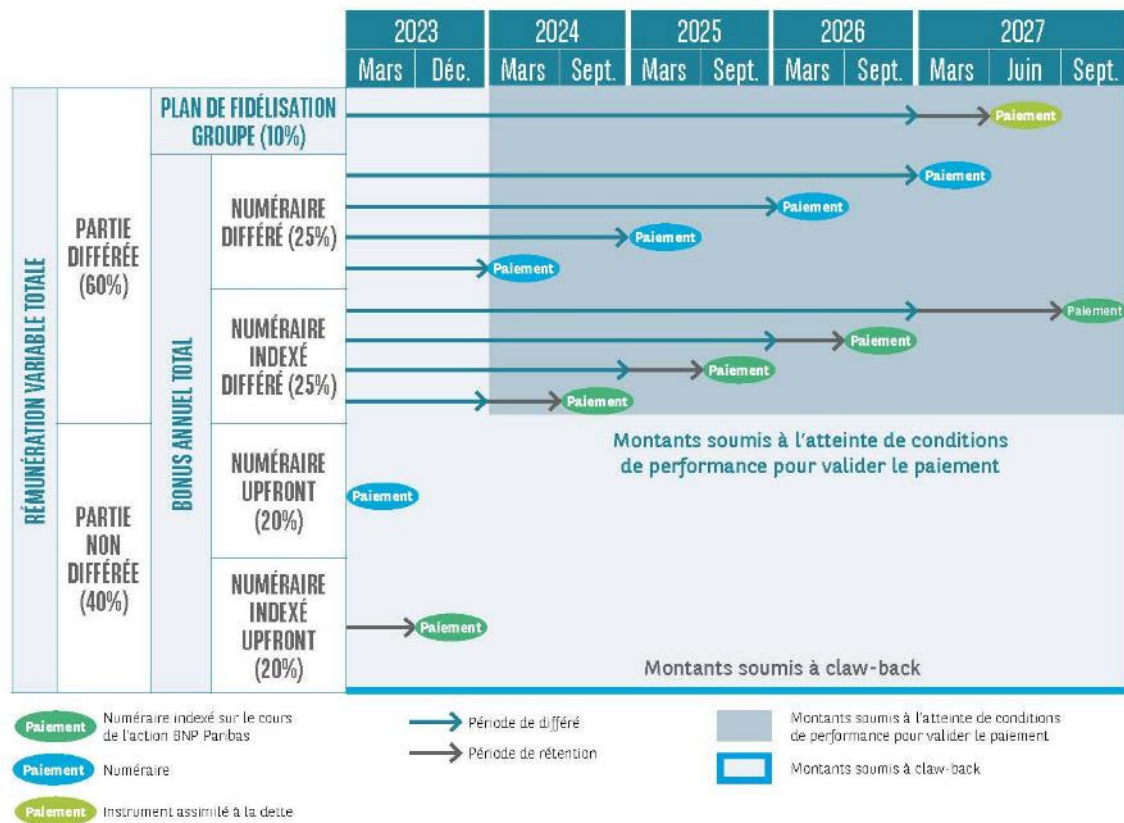 2023 2024 2025 2026 2027
Mars Déc. Mars Sept. Mars Sept. Mars Sept. Mars Juin Sept.
RÉMUNÉRATION VARIABLE TOTALE
PARTIE
DIFFÉRÉE
(60%)
PLAN DE FIDÉLISATION
GROUPE (10%)
Paiement
BONUS ANNUEL TOTAL
NUMÉRAIRE
DIFFÉRÉ (25%)
Paiement
Paiement
Paiement
Paiement
NUMÉRAIRE
INDEXÉ
DIFFÉRÉ (25%)
Paiement
Paiement
Paiement
Paiement
Montants soumis à l'atteinte de conditions
de performance pour valider le paiement
PARTIE
NON
DIFFÉRÉE
(40%)
NUMÉRAIRE
UPFRONT
(20%)
Paiement
NUMÉRAIRE
INDEXÉ
UPFRONT
(20%)
Paiement
Montants soumis à claw-back
Paiement Numéraire indexé sur le cours
de l'action BNP Paribas
Paiement Numéraire
Paiement Instrument assimilé à la dette
Période de différé
Période de rétention
Montants soumis à l'atteinte de conditions
de performance pour valider le paiement
Montants soumis à claw-back